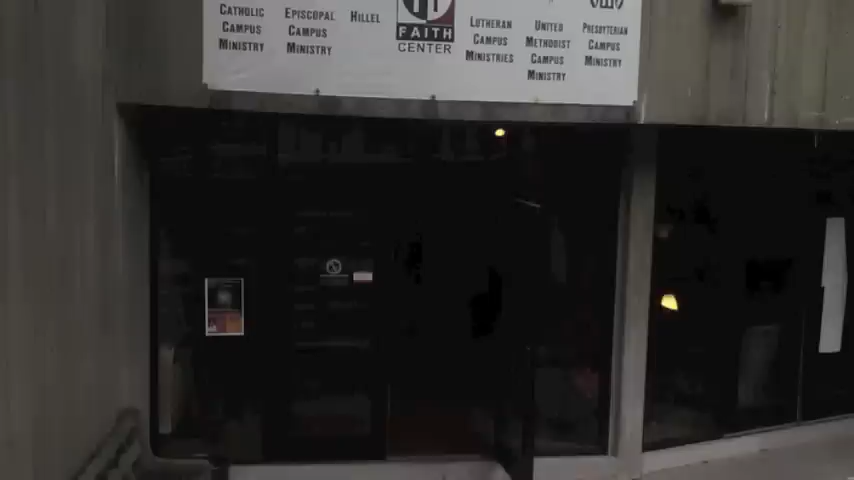 Catholic
Campus
Ministry
Episcopal
Campus
Ministry
Hillel
FAITH
CENTER
Lutheran
Campus
Ministries
United
Methodist
Campus
Ministry
Presbyterian
Campus
Ministry